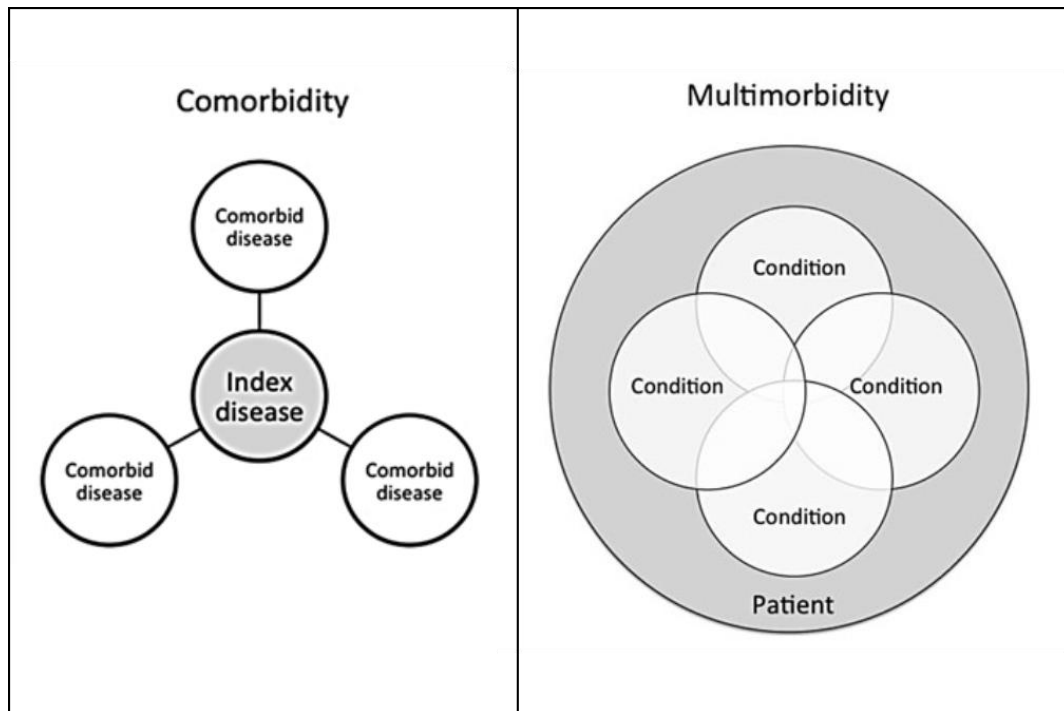 Comorbidity
Comorbid
disease
Index
disease
Comorbid
disease
Comorbid
disease
Multimorbidity
Condition
Condition
Condition
Condition
Patient